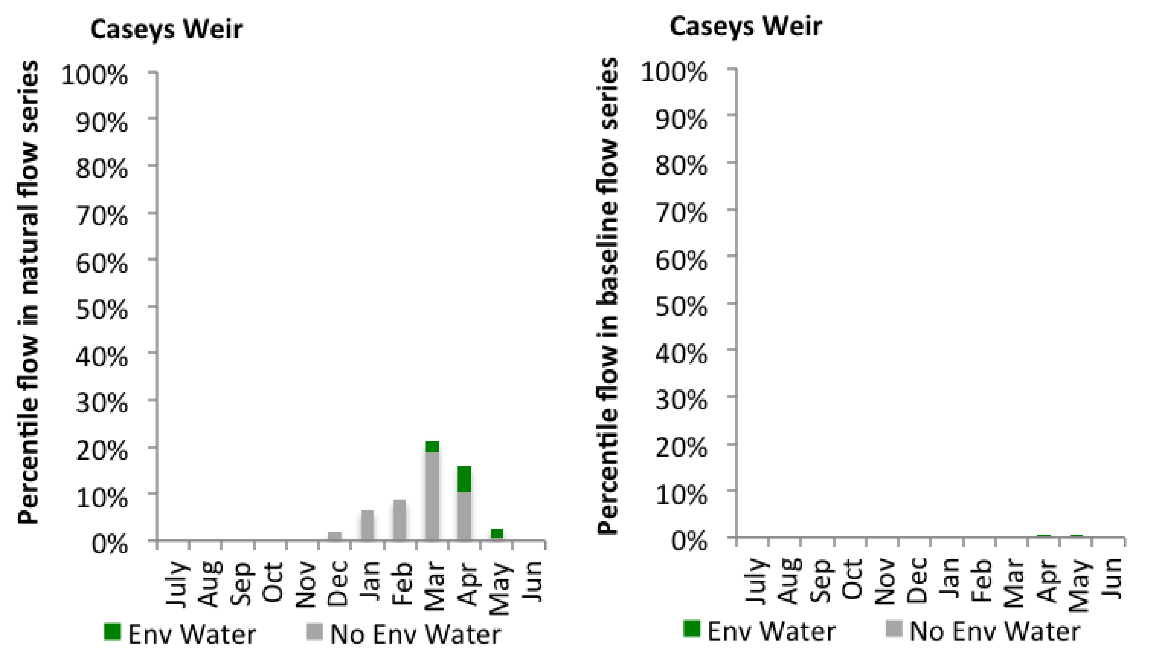 Caseys Weir
Percentile flow in natural flow series
100%
90%
80%
70%
60%
50%
40%
30%
20%
10%
0%
July
Aug
Sep
Oct
Nov
Dec
Jan
Feb
Mar
Apr
May
Jun
Env Water
No Env Water
Caseys Weir
Percentile flow in baseline flow series
100%
90%
80%
70%
60%
50%
40%
30%
20%
10%
0%
July
Aug
Sep
Oct
Nov
Dec
Jan
Feb
Mar
Apr
May
Jun
Env Water
No Env Water